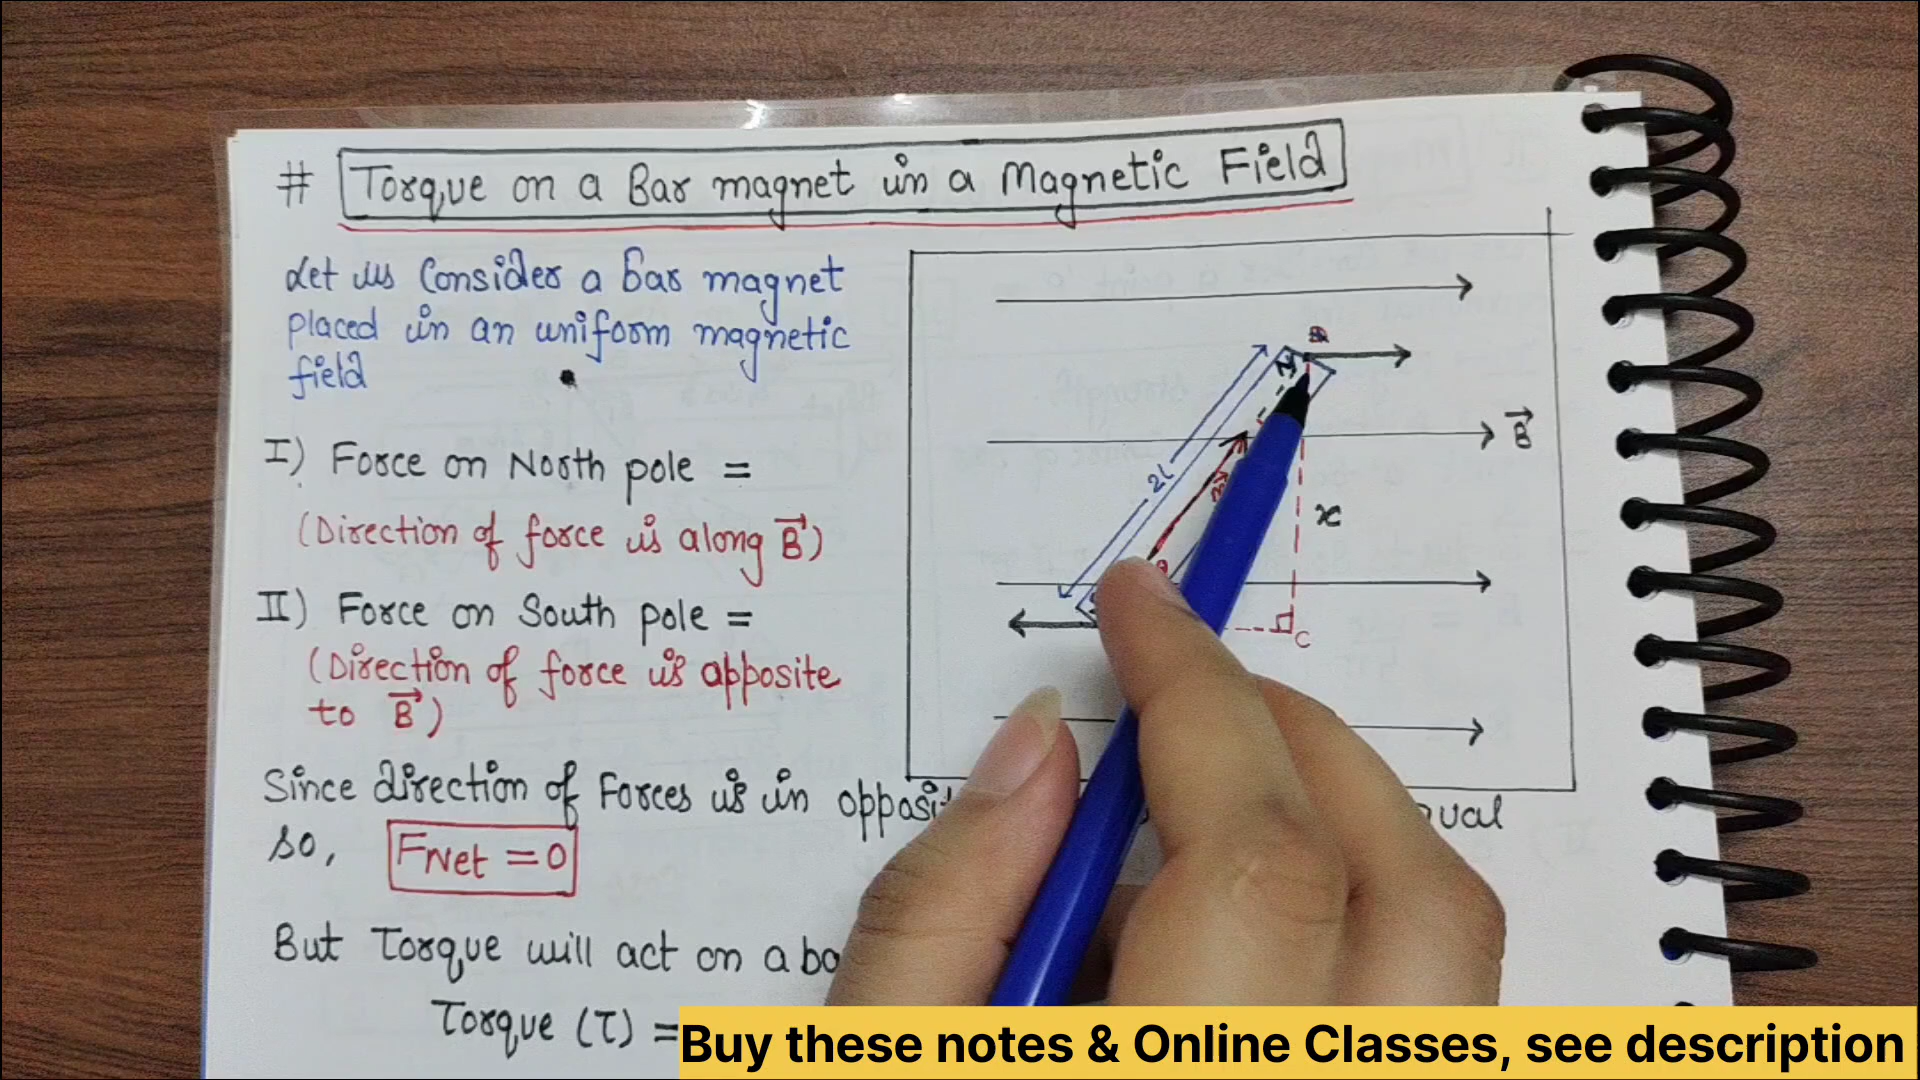 # Torque on a Bar magnet in a Magnetic Field
Let us Consider a bar magnet
placed in an uniform magnetic
field
I) Force on North pole =
(Direction of force is along B⃗)
II) Force on South pole =
(Direction of force is opposite
to B⃗)
Since direction of Forces is in
so, FNet = 0
But Torque will act on a
Torque (τ) =
2l
B⃗
x
C
Buy these notes & Online Classes, see description